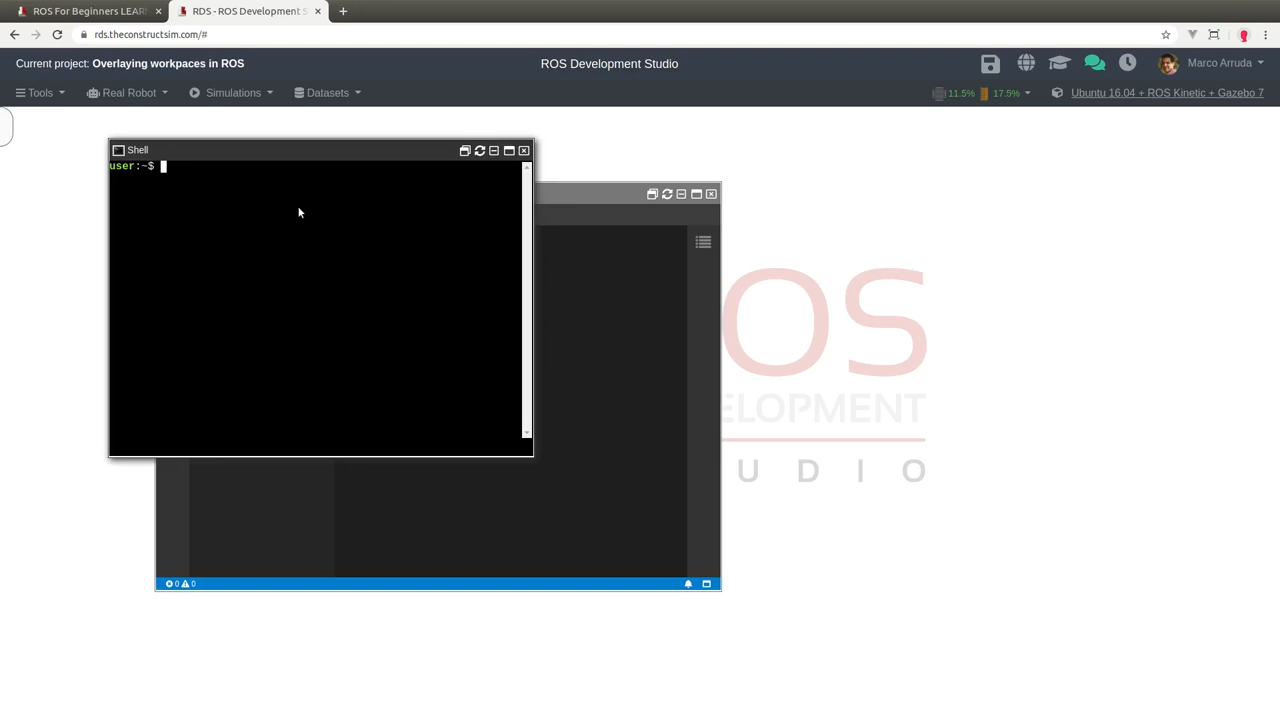 ROS For Beginners LEAR
RDS - ROS Development S
rds.theconstructsim.com/#
Current project: Overlaying workpaces in ROS
ROS Development Studio
Marco Arruda
Tools
Real Robot
Simulations
Datasets
11.5%
17.5%
Ubuntu 16.04 + ROS Kinetic + Gazebo 7
Shell
user:~$
OS
ELOPMENT
U D I O
0 0